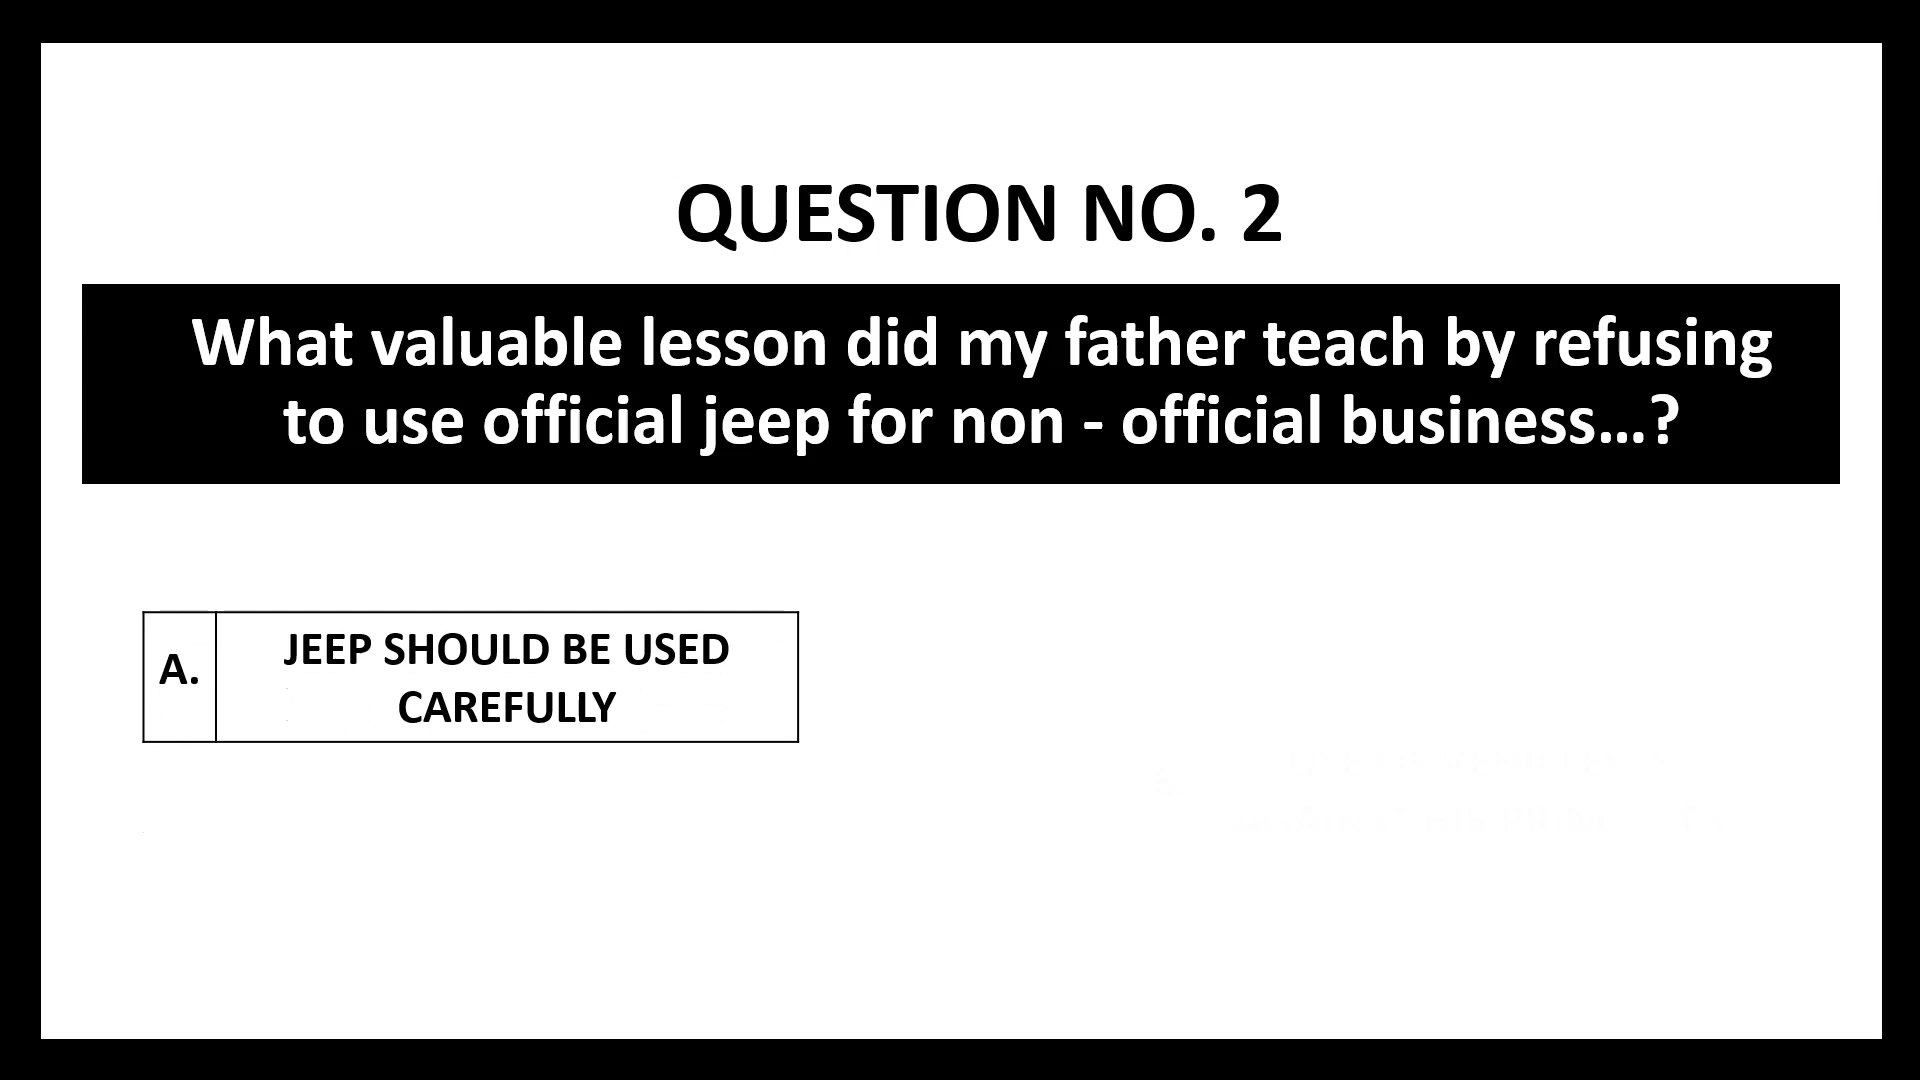 QUESTION NO. 2
What valuable lesson did my father teach by refusing
to use official jeep for non - official business...?
A.
JEEP SHOULD BE USED
CAREFULLY